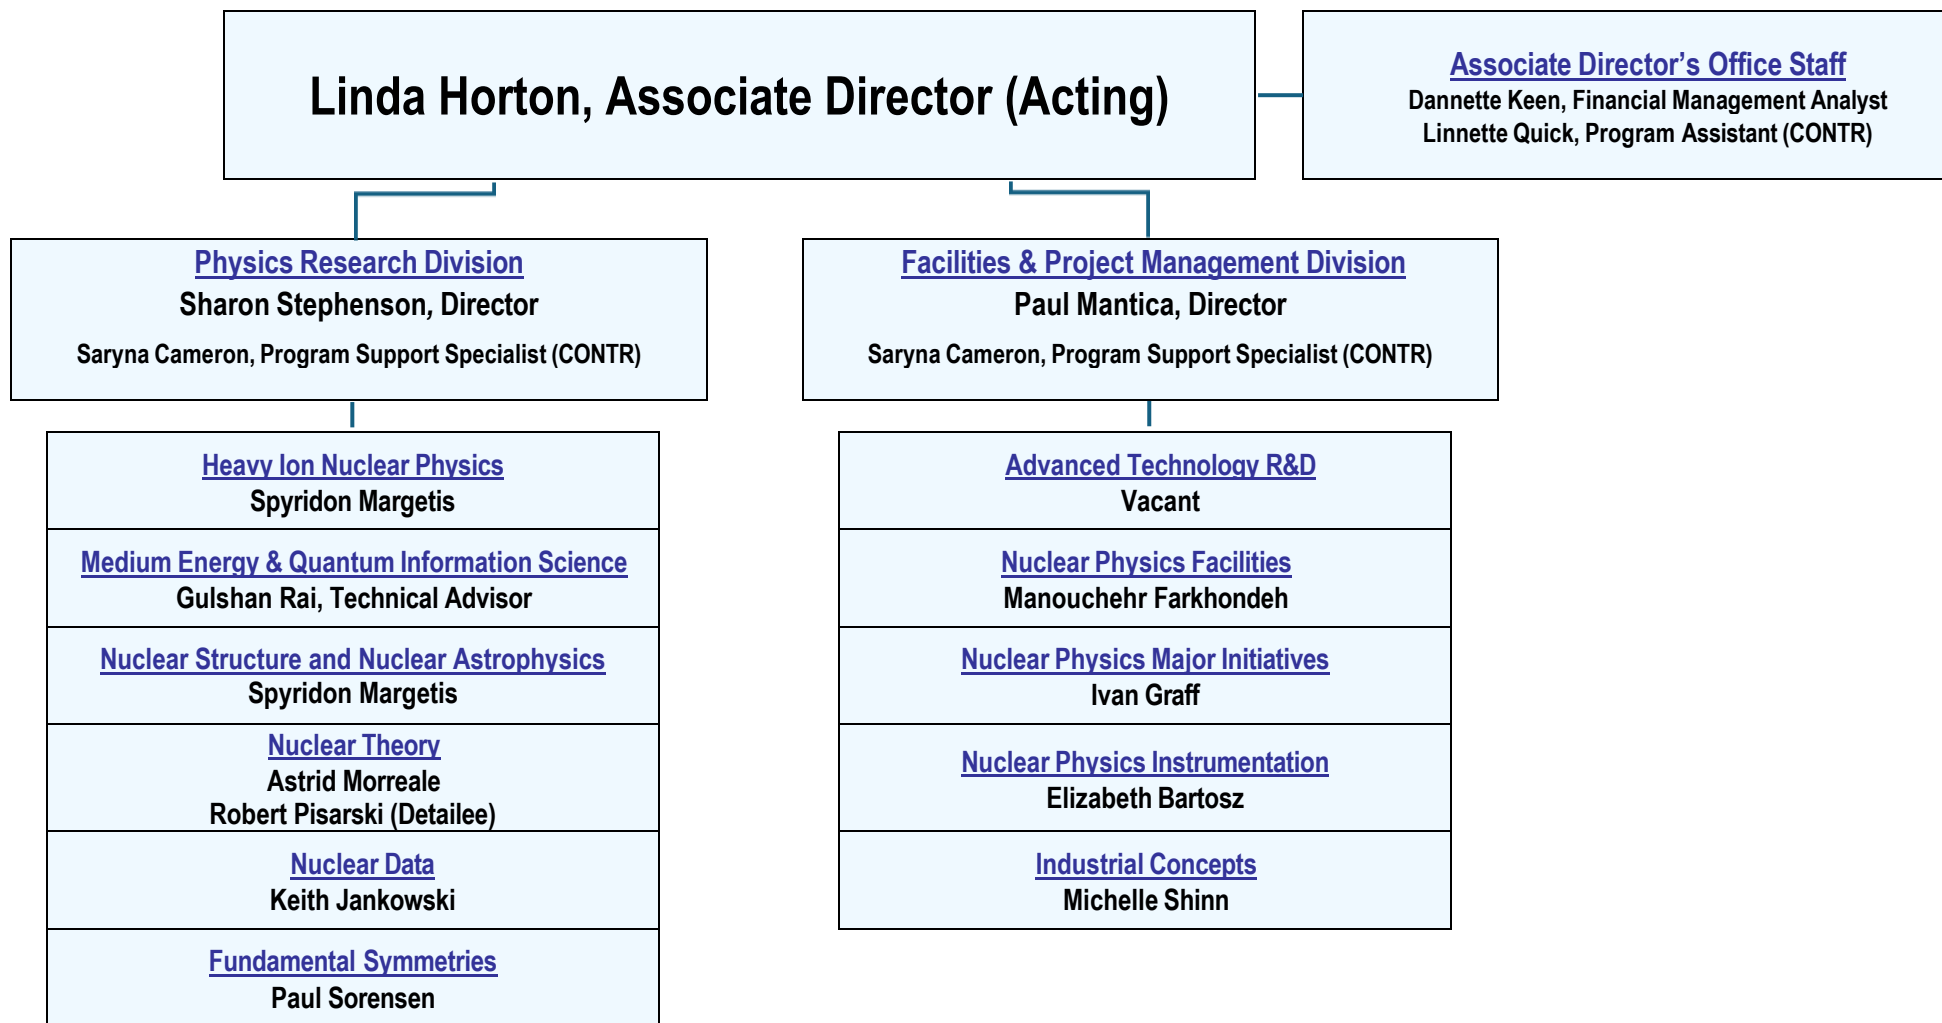 Linda Horton, Associate Director (Acting)
Associate Director’s Office Staff
Dannette Keen, Financial Management Analyst
Linnette Quick, Program Assistant (CONTR)
Physics Research Division
Sharon Stephenson, Director
Saryna Cameron, Program Support Specialist (CONTR)
Heavy Ion Nuclear Physics
Spyridon Margetis
Medium Energy & Quantum Information Science
Gulshan Rai, Technical Advisor
Nuclear Structure and Nuclear Astrophysics
Spyridon Margetis
Nuclear Theory
Astrid Morreale
Robert Pisarski (Detailee)
Nuclear Data
Keith Jankowski
Fundamental Symmetries
Paul Sorensen
Facilities & Project Management Division
Paul Mantica, Director
Saryna Cameron, Program Support Specialist (CONTR)
Advanced Technology R&D
Vacant
Nuclear Physics Facilities
Manouchehr Farkhondeh
Nuclear Physics Major Initiatives
Ivan Graff
Nuclear Physics Instrumentation
Elizabeth Bartosz
Industrial Concepts
Michelle Shinn